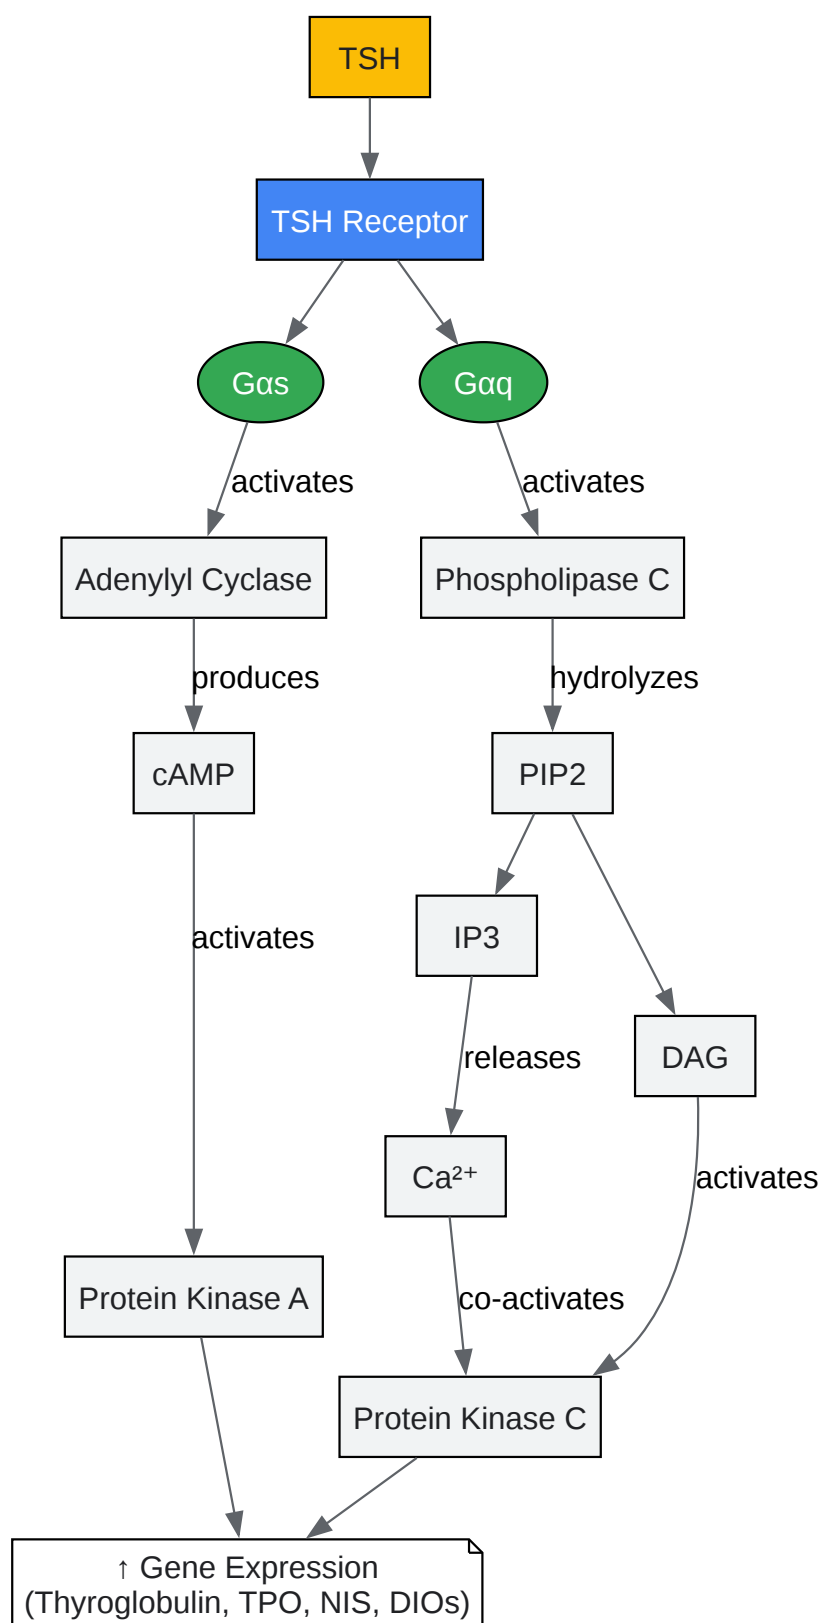 TSH
TSH Receptor
Gαs
Gαq
activates
activates
Adenylyl Cyclase
Phospholipase C
produces
hydrolyzes
cAMP
PIP2
activates
IP3
releases
DAG
Ca²⁺
activates
Protein Kinase A
co-activates
Protein Kinase C
↑ Gene Expression
(Thyroglobulin, TPO, NIS, DIOs)